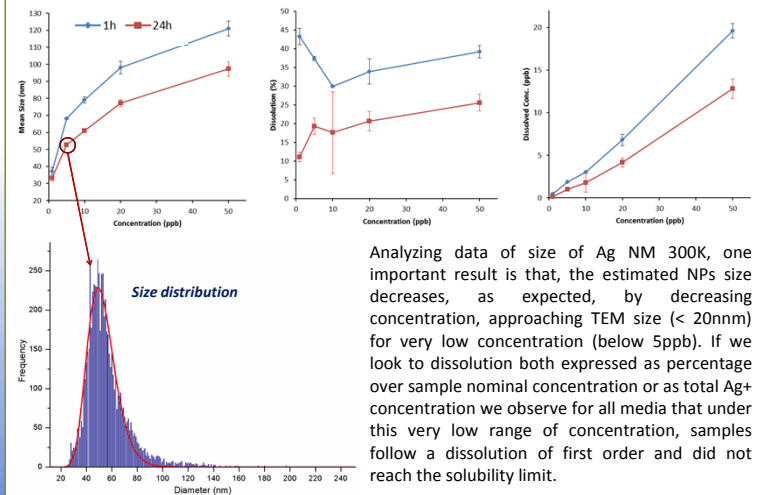 130
120
110
100
90
80
70
60
50
40
30
20
Mean Size (nm)
1h
24h
0
10
20
30
40
50
Concentration (ppb)
50
45
40
35
30
25
20
15
10
5
0
Dissolution (%)
0
10
20
30
40
50
Concentration (ppb)
20
15
10
5
0
Dissolved Conc. (ppb)
0
10
20
30
40
50
Concentration (ppb)
Size distribution
250
200
150
100
50
0
Frequency
0
20
40
60
80
100
120
140
160
180
200
220
240
Diameter (nm)
Analyzing data of size of Ag NM 300K, one
important result is that, the estimated NPs size
decreases, as expected, by decreasing
concentration, approaching TEM size (< 20nnm)
for very low concentration (below 5ppb). If we
look to dissolution both expressed as percentage
over sample nominal concentration or as total Ag+
concentration we observe for all media that under
this very low range of concentration, samples
follow a dissolution of first order and did not
reach the solubility limit.